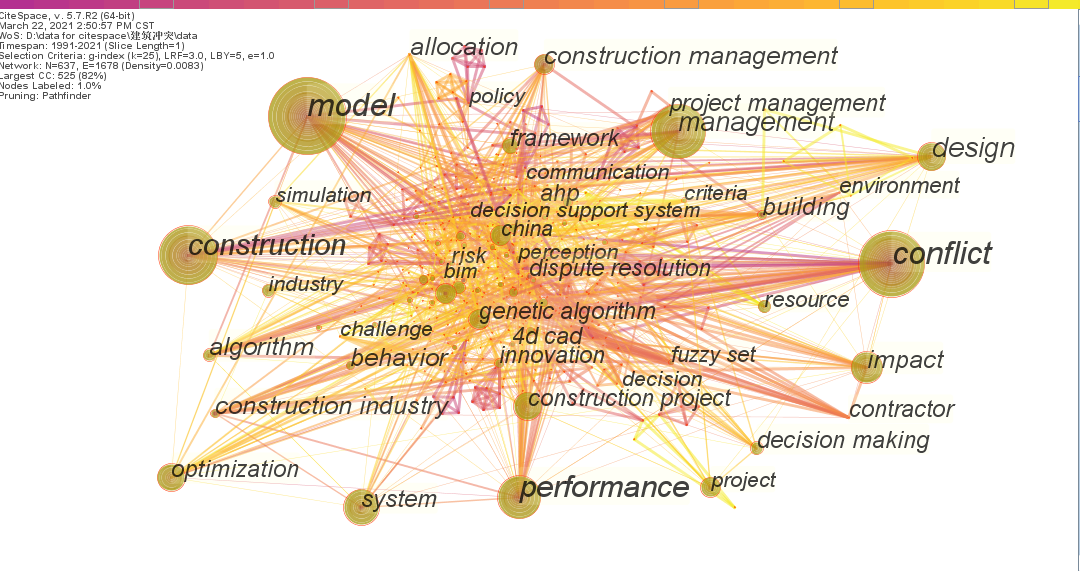 CiteSpace, v. 5.7.R2 (64-bit)
March 22, 2021 2:50:57 PM CST
WoS: D:\data for citespace\建筑冲突\data
Timespan: 1991-2021 (Slice Length=1)
Selection Criteria: g-index (k=25), LRF=3.0, LBY=5, e=1.0
Network: N=637, E=1678 (Density=0.0083)
Largest CC: 525 (82%)
Nodes Labeled: 1.0%
Pruning: Pathfinder
allocation
construction management
model
policy
project management
management
framework
design
communication
simulation
ahp
criteria
environment
decision support system
building
china
construction
risk
perception
conflict
bim
dispute resolution
industry
resource
genetic algorithm
challenge
4d cad
algorithm
behavior
innovation
fuzzy set
impact
decision
construction industry
construction project
contractor
decision making
optimization
system
performance
project